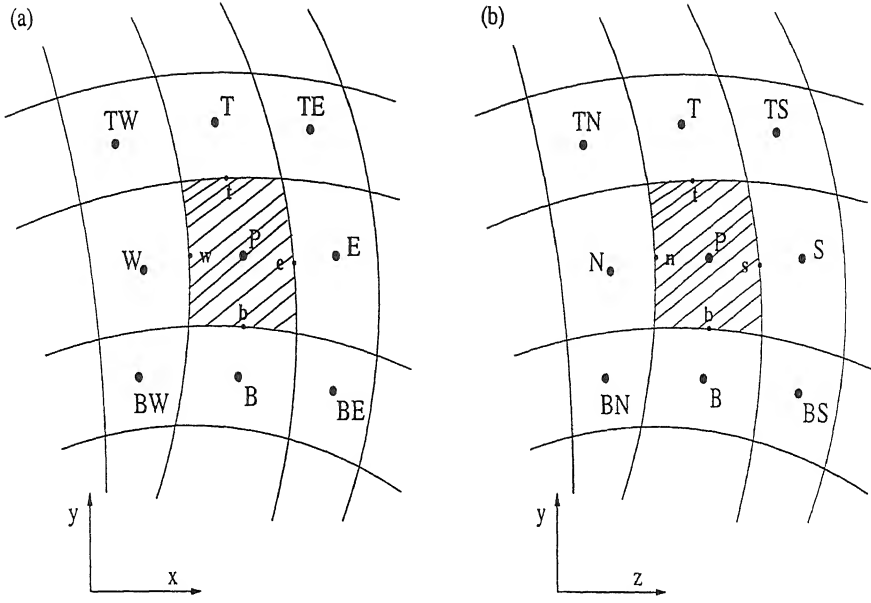 (a)
TW T TE
t
W w P e E
b
BW B BE
y
x
(b)
TN T TS
t
N n P s S
b
BN B BS
y
z